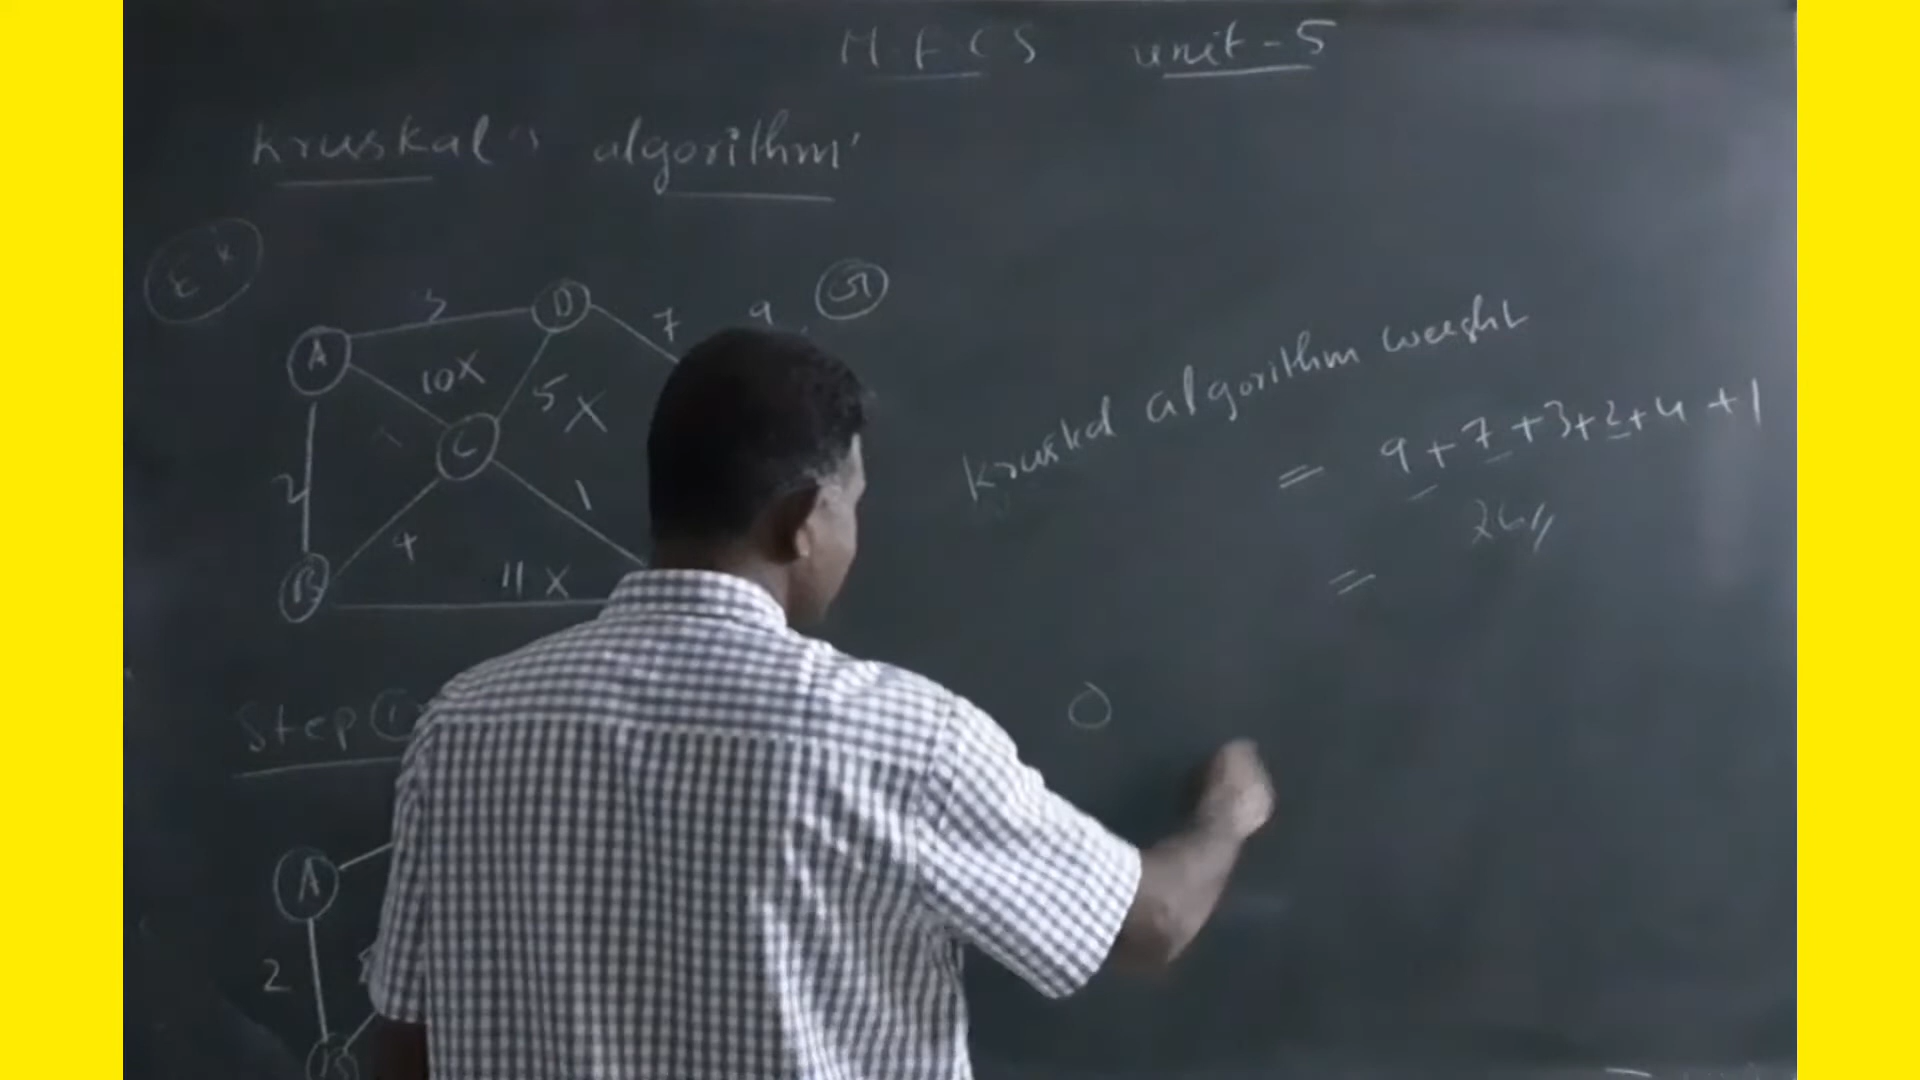 M.F.C.S unit-5
Kruskal's algorithm
Ex
A 3 D 7 9 G
10X
5 X
C
2
1
4
B 11 X
Step 1
A
2
B
Kruskal algorithm weight
= 9+7+3+2+4+1
26//
=